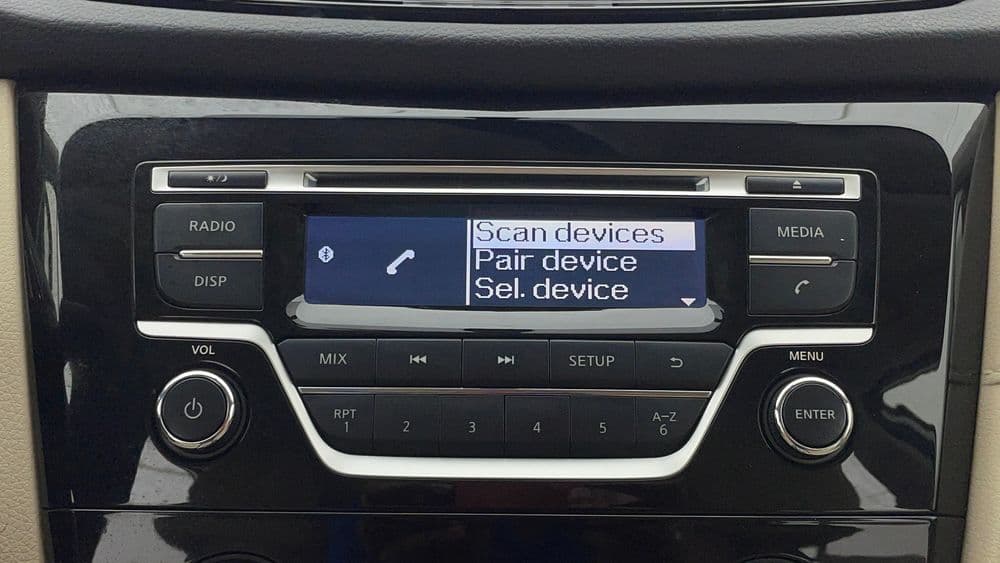 RADIO
DISP
Scan devices
Pair device
Sel. device
MEDIA
VOL
MIX
SETUP
MENU
RPT
1
2
3
4
5
A–Z
6
ENTER